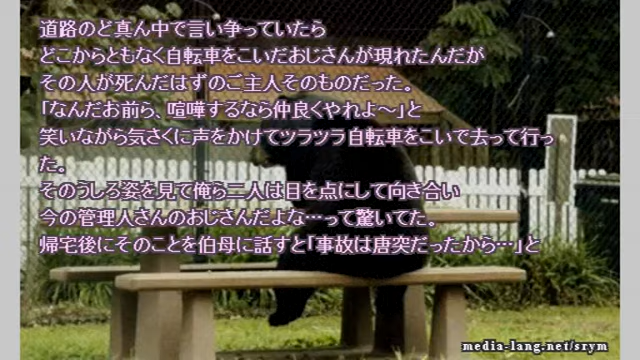 道路のど真ん中で言い争っていたら
どこからともなく自転車をこいだおじさんが現れたんだが
その人が死んだはずのご主人そのものだった。
「なんだお前ら、喧嘩するなら仲良くやれよ～」と
笑いながら気さくに声をかけてツラツラ自転車をこいで去って行っ
た。
そのうしろ姿を見て俺ら二人は目を点にして向き合い
今の管理人さんのおじさんだよな…って驚いてた。
帰宅後にそのことを伯母に話すと「事故は唐突だったから…」と
media-lang.net/srym